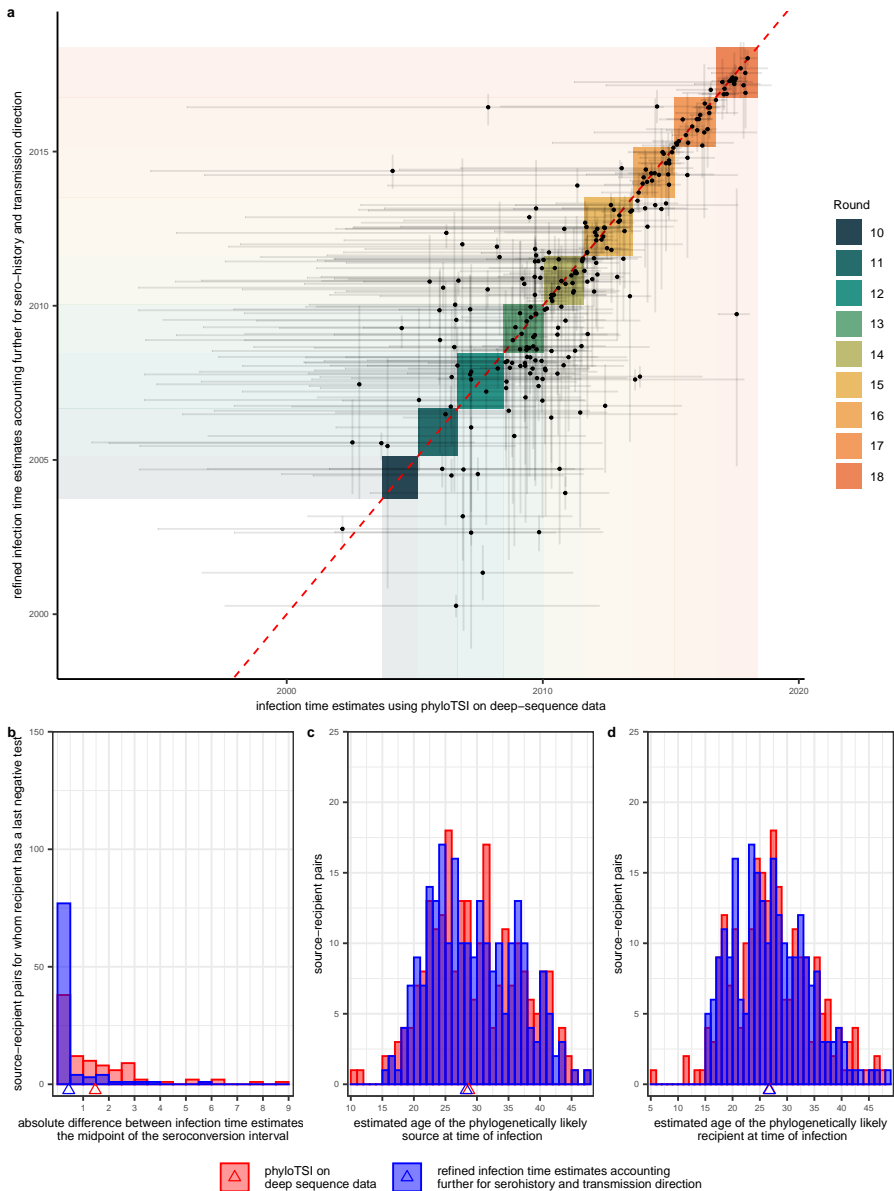 a
refined infection time estimates accounting further for sero−history and transmission direction
2015
2010
2005
2000
2000
2010
2020
infection time estimates using phyloTSI on deep−sequence data
Round
10
11
12
13
14
15
16
17
18
b
source−recipient pairs for whom recipient has a last negative test
150
100
50
0
1 2 3 4 5 6 7 8 9
absolute difference between infection time estimates
the midpoint of the seroconversion interval
c
source−recipient pairs
25
20
15
10
5
0
10 15 20 25 30 35 40 45
estimated age of the phylogenetically likely
source at time of infection
d
source−recipient pairs
25
20
15
10
5
0
5 10 15 20 25 30 35 40 45
estimated age of the phylogenetically likely
recipient at time of infection
phyloTSI on
deep sequence data
refined infection time estimates accounting
further for serohistory and transmission direction